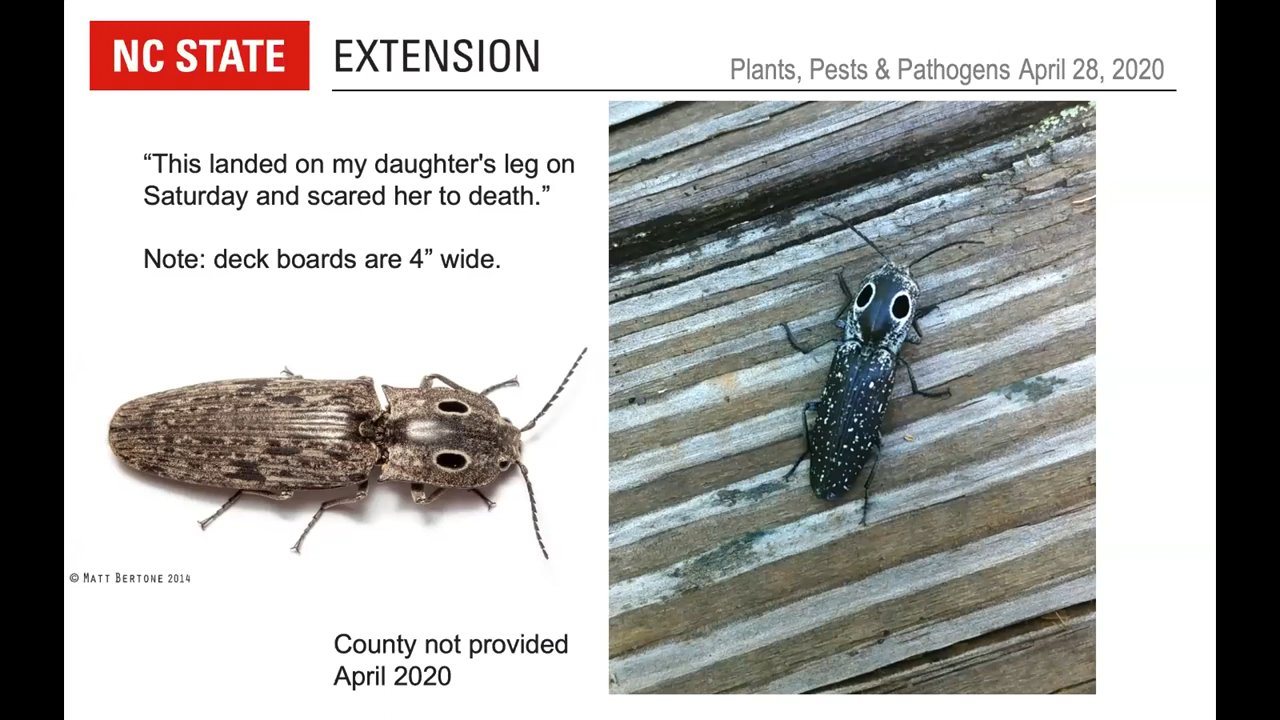 NC STATE EXTENSION
Plants, Pests & Pathogens April 28, 2020
“This landed on my daughter's leg on
Saturday and scared her to death.”
Note: deck boards are 4” wide.
© MATT BERTONE 2014
County not provided
April 2020